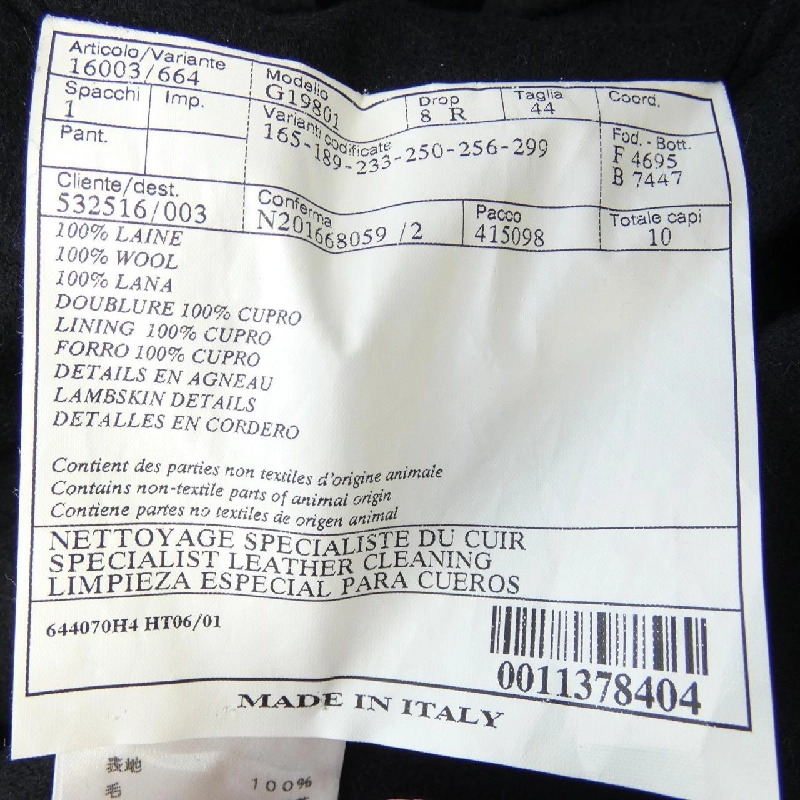 Articolo/Variante
16003/664
Modello
G19801
Drop
8 R
Taglia
44
Coord.
Spacchi
1
Imp.
Varianti codificate
165-189-233-250-256-299
Fod. - Bott.
F 4695
B 7447
Pant.
Cliente/dest.
532516/003
Conferma
N201668059 /2
Pacco
415098
Totale capi
10
100% LAINE
100% WOOL
100% LANA
DOUBLURE 100% CUPRO
LINING 100% CUPRO
FORRO 100% CUPRO
DETAILS EN AGNEAU
LAMBSKIN DETAILS
DETALLES EN CORDERO
Contient des parties non textiles d'origine animale
Contains non-textile parts of animal origin
Contiene partes no textiles de origen animal
NETTOYAGE SPECIALISTE DU CUIR
SPECIALIST LEATHER CLEANING
LIMPIEZA ESPECIAL PARA CUEROS
644070H4 HT06/01
0011378404
MADE IN ITALY
表地
毛 100%